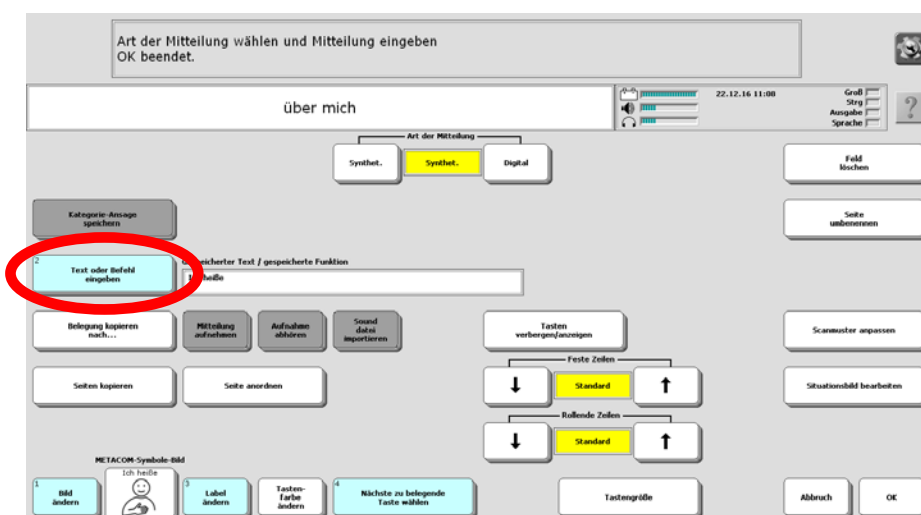 Art der Mitteilung wählen und Mitteilung eingeben
OK beendet.
über mich
22.12.16 11:08
Groß
Strg
Ausgabe
Sprache
?
Art der Mitteilung
Synthet.
Synthet.
Digital
Feld
löschen
Kategorie-Ansage
speichern
Seite
umbenennen
2
Text oder Befehl
eingeben
speicherter Text / gespeicherte Funktion
heiße
Belegung kopieren
nach...
Mitteilung
aufnehmen
Aufnahme
abhören
Sound
datei
importieren
Tasten
verbergen/anzeigen
Scanmuster anpassen
Feste Zeilen
Seiten kopieren
Seite anordnen
↓
Standard
↑
Situationsbild bearbeiten
Rollende Zeilen
↓
Standard
↑
METACOM-Symbole-Bild
1
Bild
ändern
Ich heiße
3
Label
ändern
Tasten-
farbe
ändern
4
Nächste zu belegende
Taste wählen
Tastengröße
Abbruch
OK